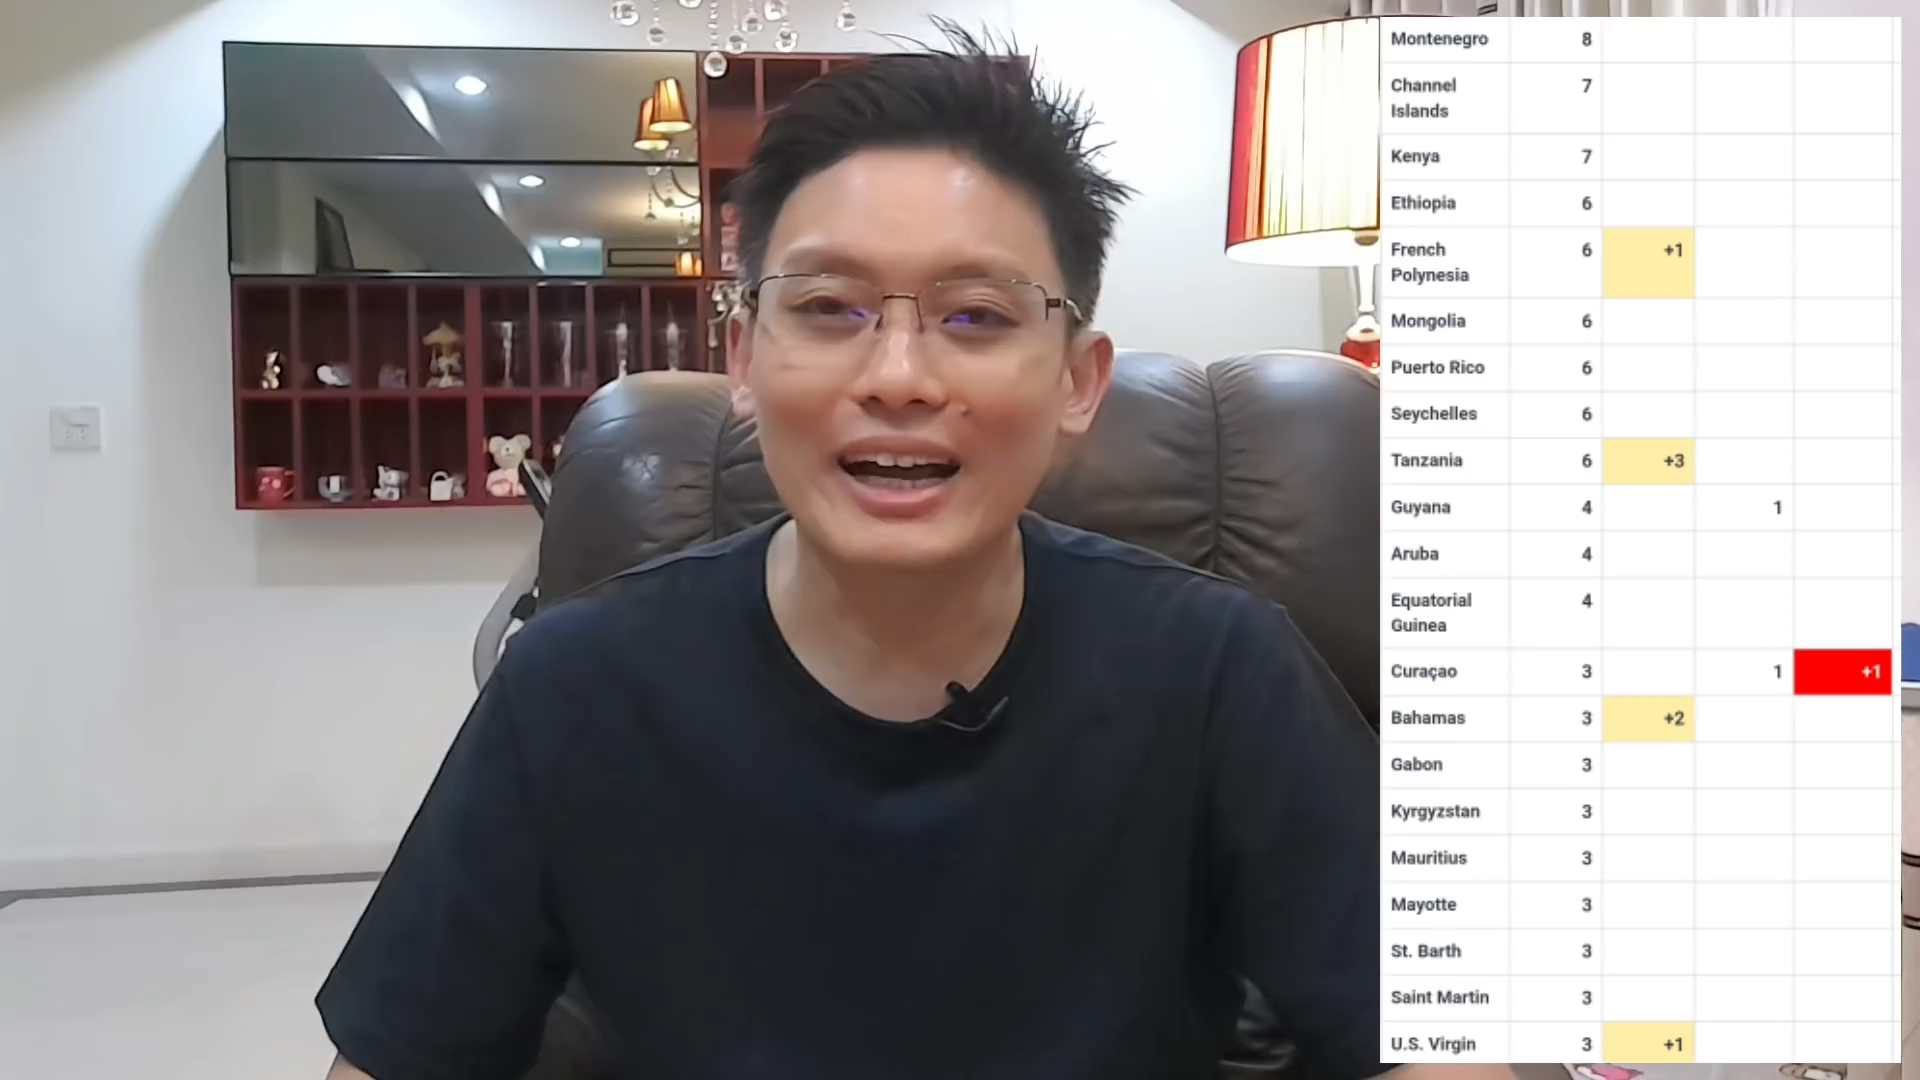 Montenegro 8
Channel 7
Islands
Kenya 7
Ethiopia 6
French 6 +1
Polynesia
Mongolia 6
Puerto Rico 6
Seychelles 6
Tanzania 6 +3
Guyana 4 1
Aruba 4
Equatorial 4
Guinea
Curaçao 3 1 +1
Bahamas 3 +2
Gabon 3
Kyrgyzstan 3
Mauritius 3
Mayotte 3
St. Barth 3
Saint Martin 3
U.S. Virgin 3 +1